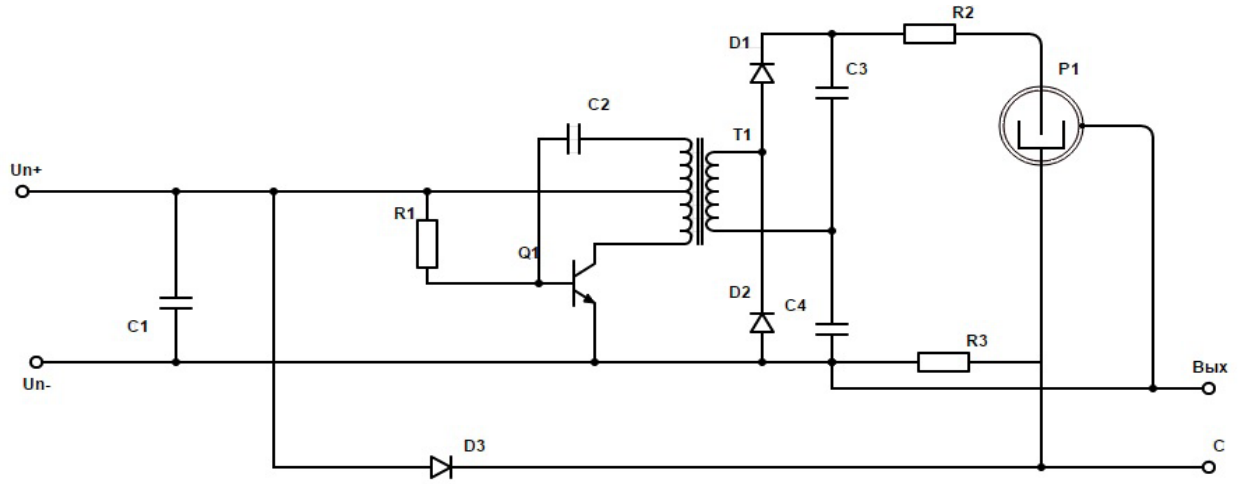 R2
D1
C3
P1
C2
T1
Un+
R1
Q1
D2
C4
C1
R3
Un-
Вых
D3
С